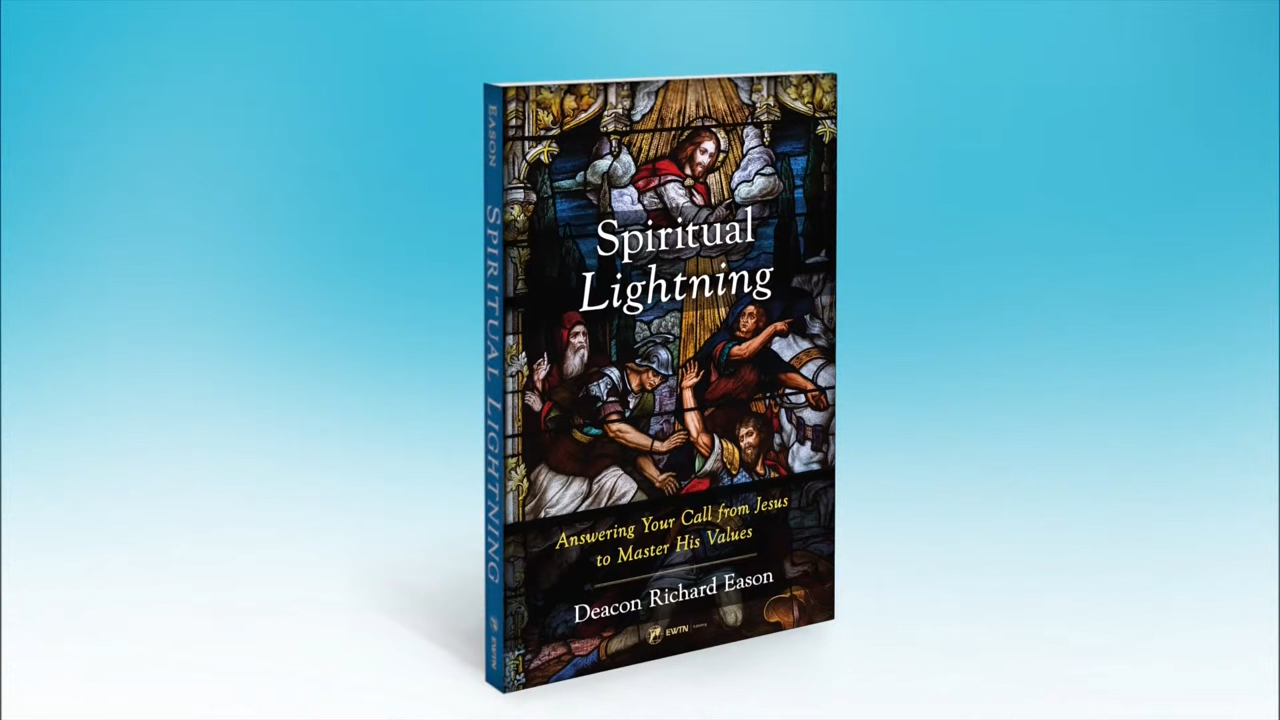 EASON
SPIRITUAL LIGHTNING
EWTN
Spiritual
Lightning
Answering Your Call from Jesus
to Master His Values
Deacon Richard Eason
EWTN Publishing